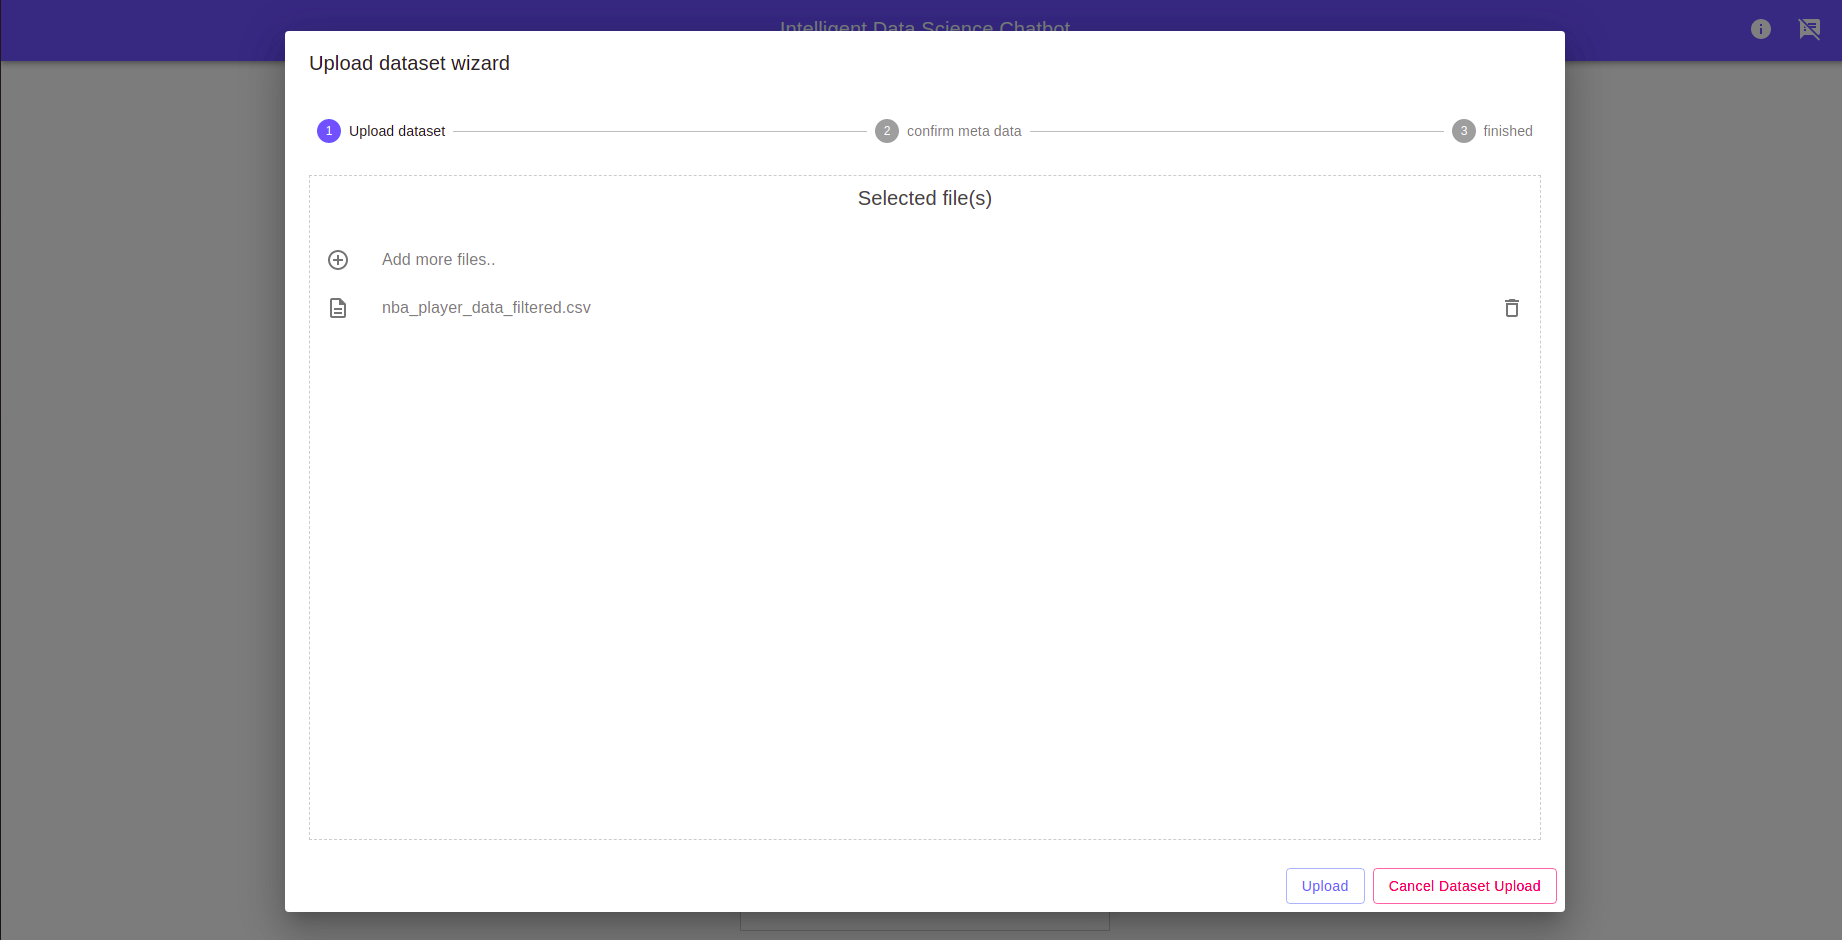 Intelligent Data Science Chatbot
Upload dataset wizard
1 Upload dataset 2 confirm meta data 3 finished
Selected file(s)
Add more files..
nba_player_data_filtered.csv
Upload Cancel Dataset Upload